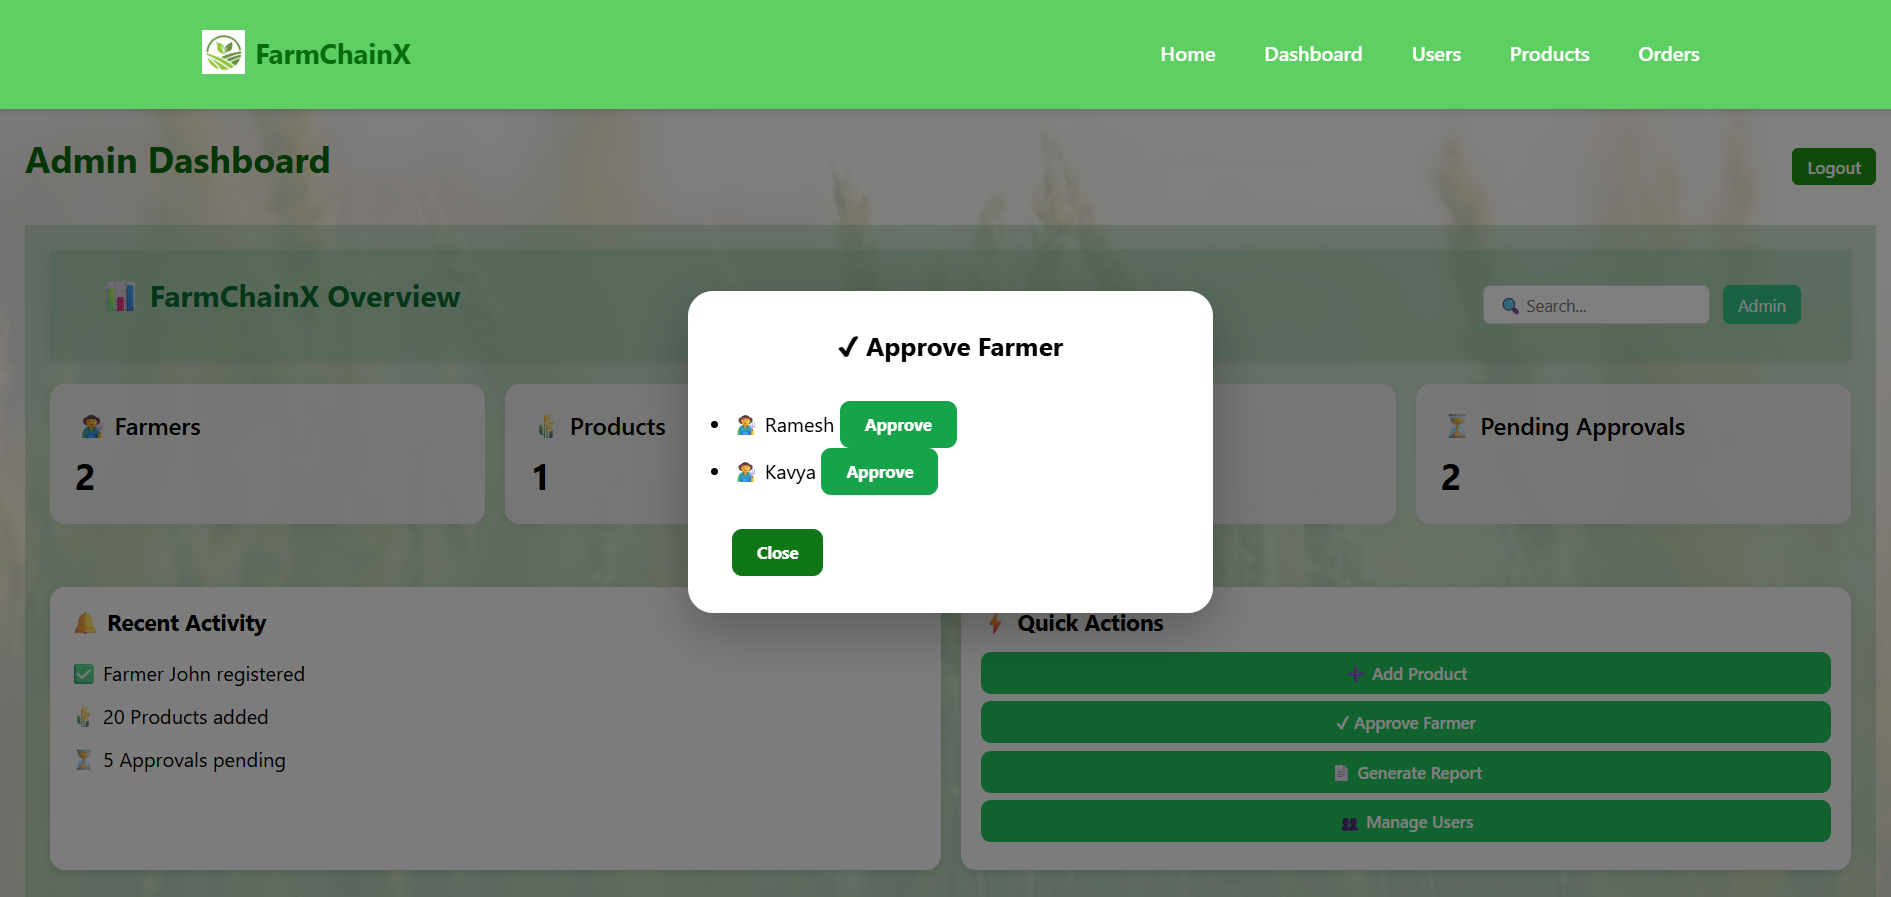 FarmChainX
Home Dashboard Users Products Orders
Admin Dashboard
Logout
FarmChainX Overview
Search...
Admin
✓ Approve Farmer
Ramesh Approve
Kavya Approve
Close
Farmers
2
Products
1
Pending Approvals
2
Recent Activity
Farmer John registered
20 Products added
5 Approvals pending
Quick Actions
Add Product
✓ Approve Farmer
Generate Report
Manage Users